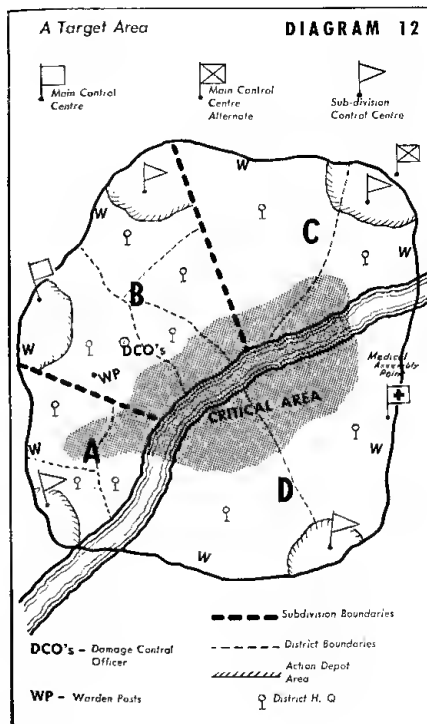 A Target Area
DIAGRAM 12
Main Control
Centre
Main Control
Centre
Alternate
Sub-division
Control Centre
W
W
W
C
W
B
W
DCO's
WP
W
Medical
Assembly
Point
CRITICAL AREA
W
A
W
D
W
W
Subdivision Boundaries
DCO's – Damage Control
Officer
District Boundaries
Action Depot
Area
WP – Warden Posts
District H. Q